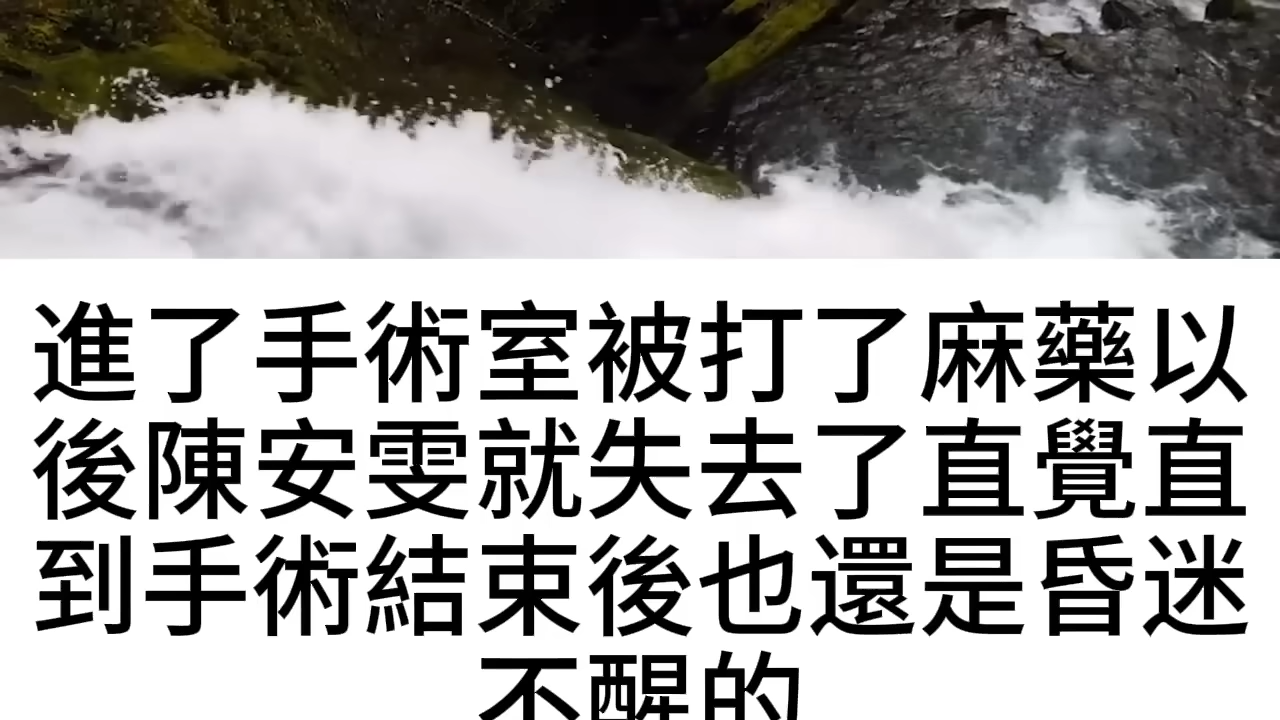 進了手術室被打了麻藥以
後陳安雯就失去了直覺直
到手術結束後也還是昏迷
不醒的